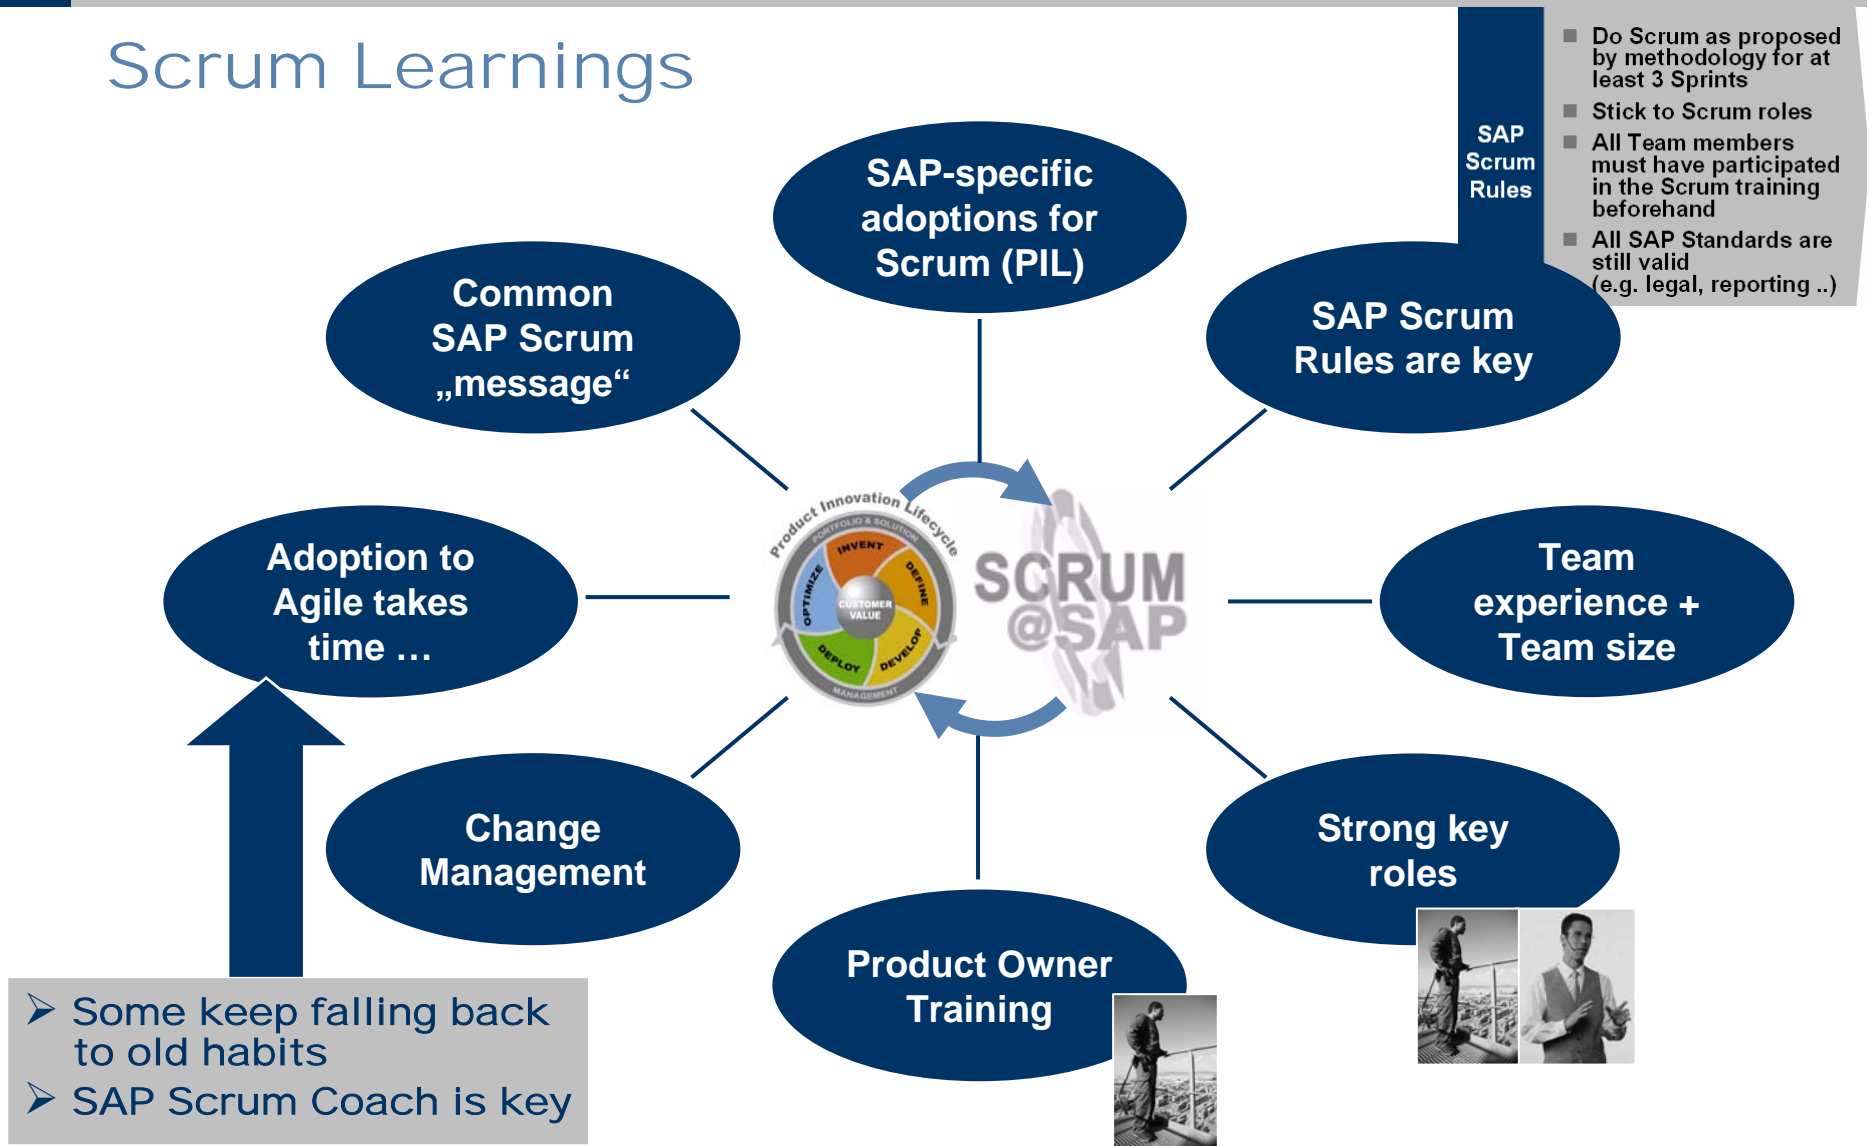 Scrum Learnings
SAP
Scrum
Rules
Do Scrum as proposed
by methodology for at
least 3 Sprints
Stick to Scrum roles
All Team members
must have participated
in the Scrum training
beforehand
All SAP Standards are
still valid
(e.g. legal, reporting ..)
SAP-specific
adoptions for
Scrum (PIL)
Common
SAP Scrum
„message“
SAP Scrum
Rules are key
Adoption to
Agile takes
time …
Product Innovation Lifecycle
PORTFOLIO & SOLUTION
INVENT
DEFINE
DEVELOP
DEPLOY
OPTIMIZE
CUSTOMER
VALUE
MANAGEMENT
SCRUM
@SAP
Team
experience +
Team size
Change
Management
Strong key
roles
Product Owner
Training
Some keep falling back
to old habits
SAP Scrum Coach is key